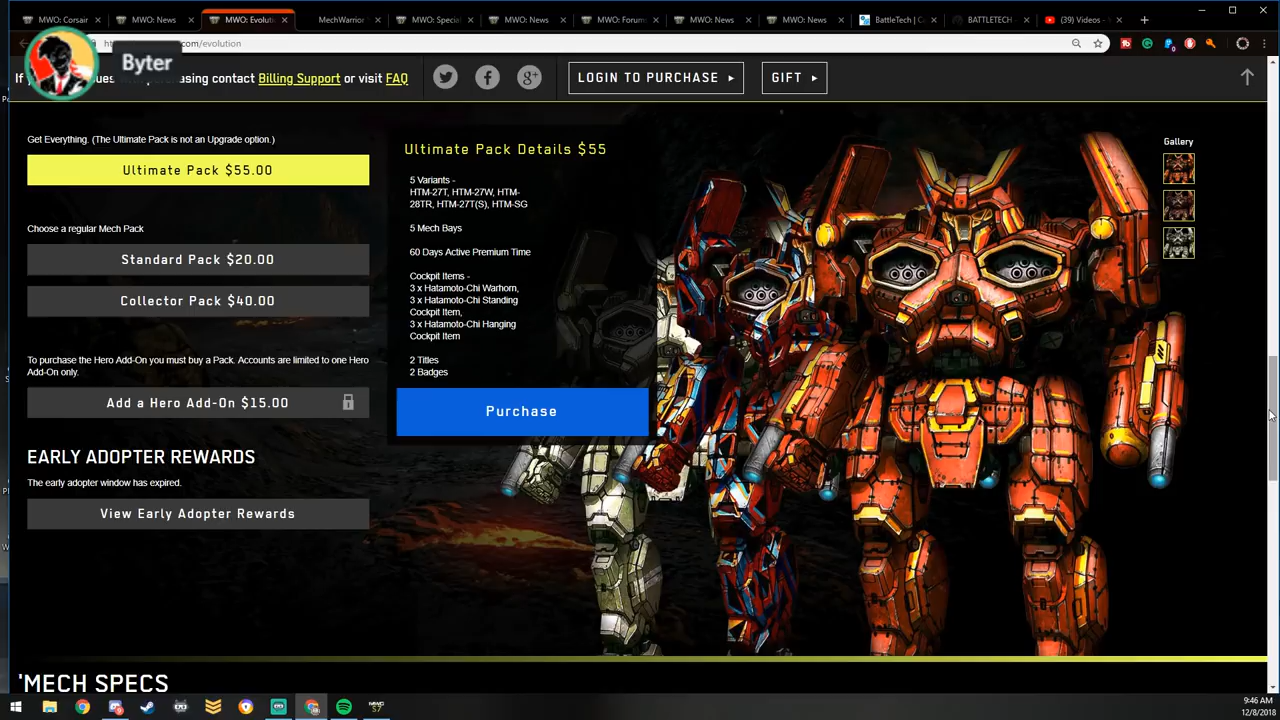 MWO: Corsair
MWO: News
MWO: Evoluti
MechWarrior
MWO: Specia
MWO: News
MWO: Forum
MWO: News
MWO: News
BattleTech | Ca
BATTLETECH
(39) Videos -
com/evolution
Byter
If
contact Billing Support or visit FAQ
LOGIN TO PURCHASE
GIFT
Get Everything. (The Ultimate Pack is not an Upgrade option.)
Ultimate Pack $55.00
Choose a regular Mech Pack
Standard Pack $20.00
Collector Pack $40.00
To purchase the Hero Add-On you must buy a Pack. Accounts are limited to one Hero
Add-On only.
Add a Hero Add-On $15.00
EARLY ADOPTER REWARDS
The early adopter window has expired.
View Early Adopter Rewards
Ultimate Pack Details $55
5 Variants -
HTM-27T, HTM-27W, HTM-
28TR, HTM-27T(S), HTM-SG
5 Mech Bays
60 Days Active Premium Time
Cockpit Items -
3 x Hatamoto-Chi Warhorn,
3 x Hatamoto-Chi Standing
Cockpit Item,
3 x Hatamoto-Chi Hanging
Cockpit Item
2 Titles
2 Badges
Purchase
Gallery
'MECH SPECS
9:46 AM
12/8/2018